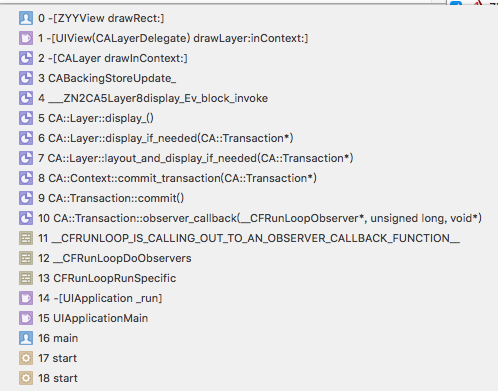 0 -[ZYYView drawRect:]
1 -[UIView(CALayerDelegate) drawLayer:inContext:]
2 -[CALayer drawInContext:]
3 CABackingStoreUpdate_
4 ___ZN2CA5Layer8display_Ev_block_invoke
5 CA::Layer::display_()
6 CA::Layer::display_if_needed(CA::Transaction*)
7 CA::Layer::layout_and_display_if_needed(CA::Transaction*)
8 CA::Context::commit_transaction(CA::Transaction*)
9 CA::Transaction::commit()
10 CA::Transaction::observer_callback(__CFRunLoopObserver*, unsigned long, void*)
11 __CFRUNLOOP_IS_CALLING_OUT_TO_AN_OBSERVER_CALLBACK_FUNCTION__
12 __CFRunLoopDoObservers
13 CFRunLoopRunSpecific
14 -[UIApplication _run]
15 UIApplicationMain
16 main
17 start
18 start